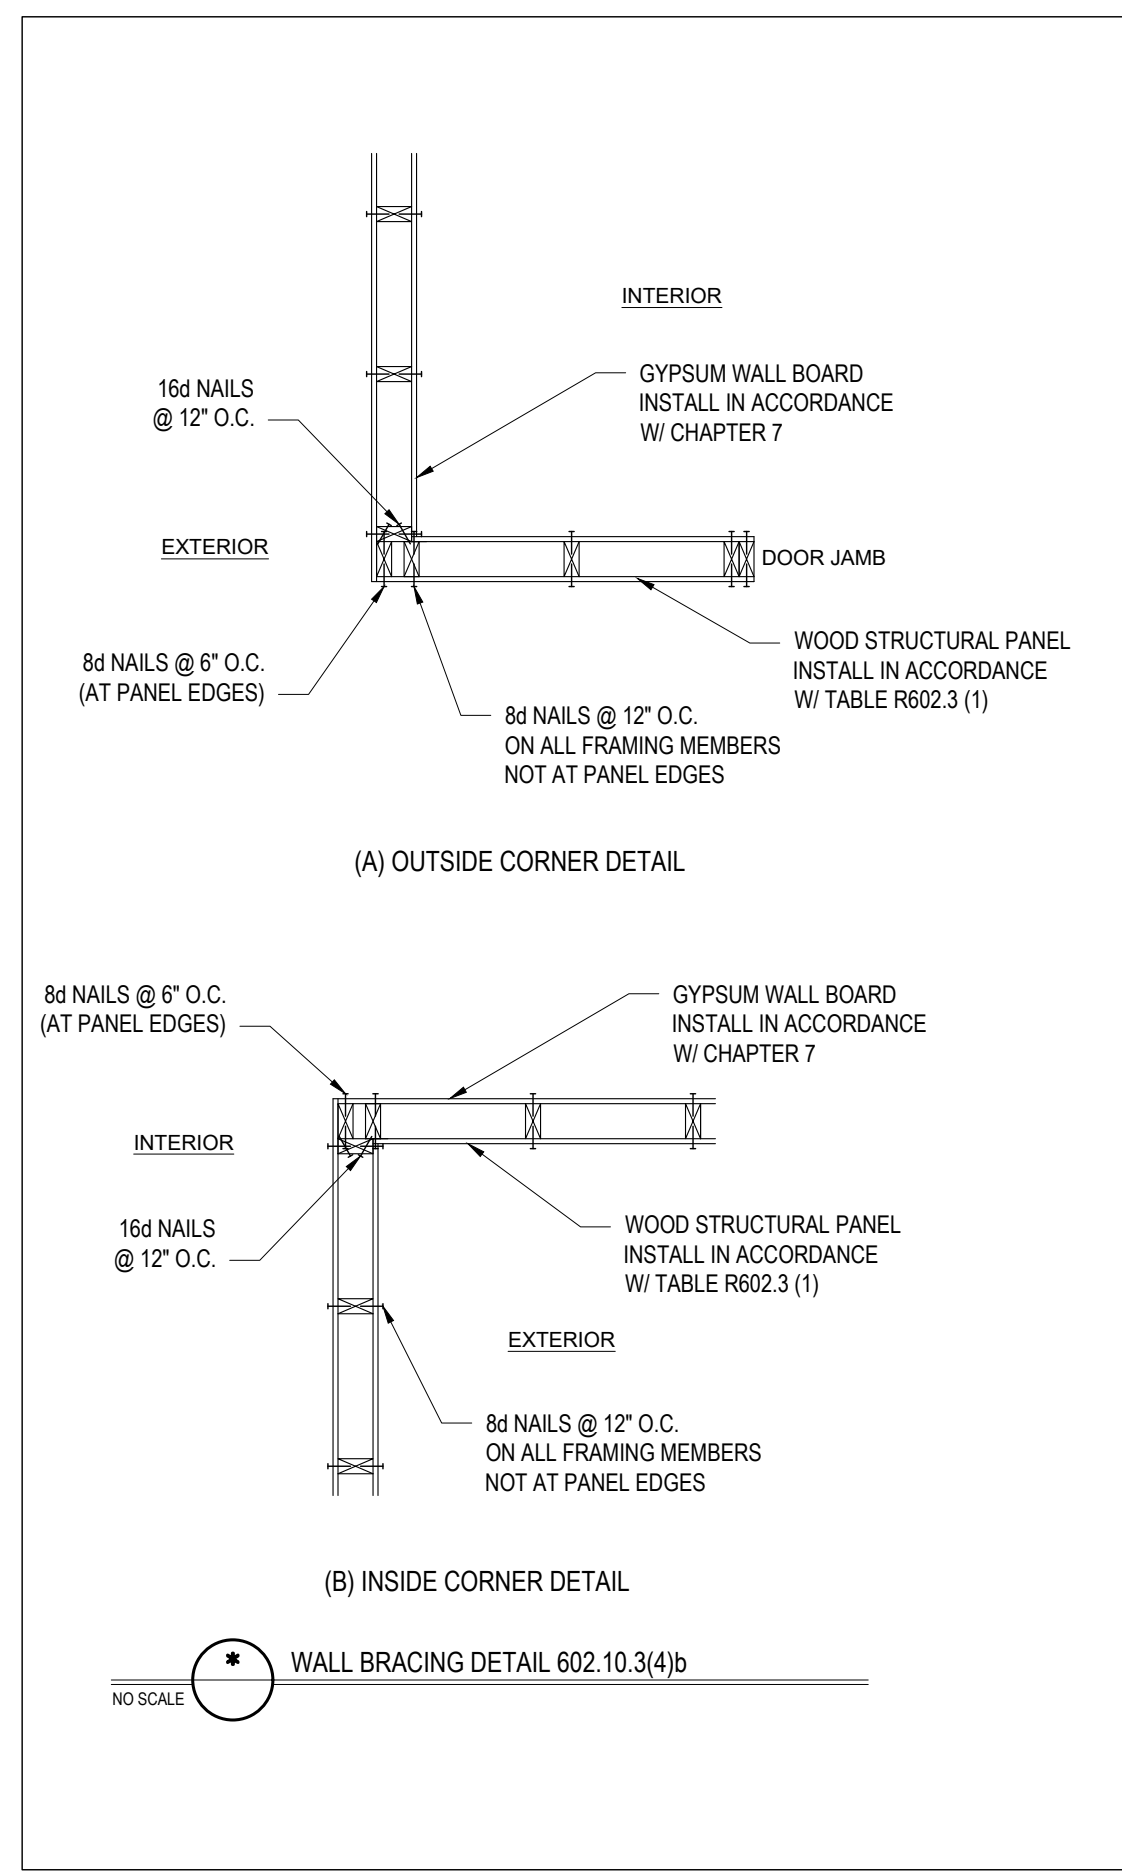 INTERIOR
GYPSUM WALL BOARD
INSTALL IN ACCORDANCE
W/ CHAPTER 7
16d NAILS
@ 12" O.C.
EXTERIOR
DOOR JAMB
WOOD STRUCTURAL PANEL
INSTALL IN ACCORDANCE
W/ TABLE R602.3 (1)
8d NAILS @ 6" O.C.
(AT PANEL EDGES)
8d NAILS @ 12" O.C.
ON ALL FRAMING MEMBERS
NOT AT PANEL EDGES
(A) OUTSIDE CORNER DETAIL
8d NAILS @ 6" O.C.
(AT PANEL EDGES)
GYPSUM WALL BOARD
INSTALL IN ACCORDANCE
W/ CHAPTER 7
INTERIOR
16d NAILS
@ 12" O.C.
WOOD STRUCTURAL PANEL
INSTALL IN ACCORDANCE
W/ TABLE R602.3 (1)
EXTERIOR
8d NAILS @ 12" O.C.
ON ALL FRAMING MEMBERS
NOT AT PANEL EDGES
(B) INSIDE CORNER DETAIL
*
WALL BRACING DETAIL 602.10.3(4)b
NO SCALE